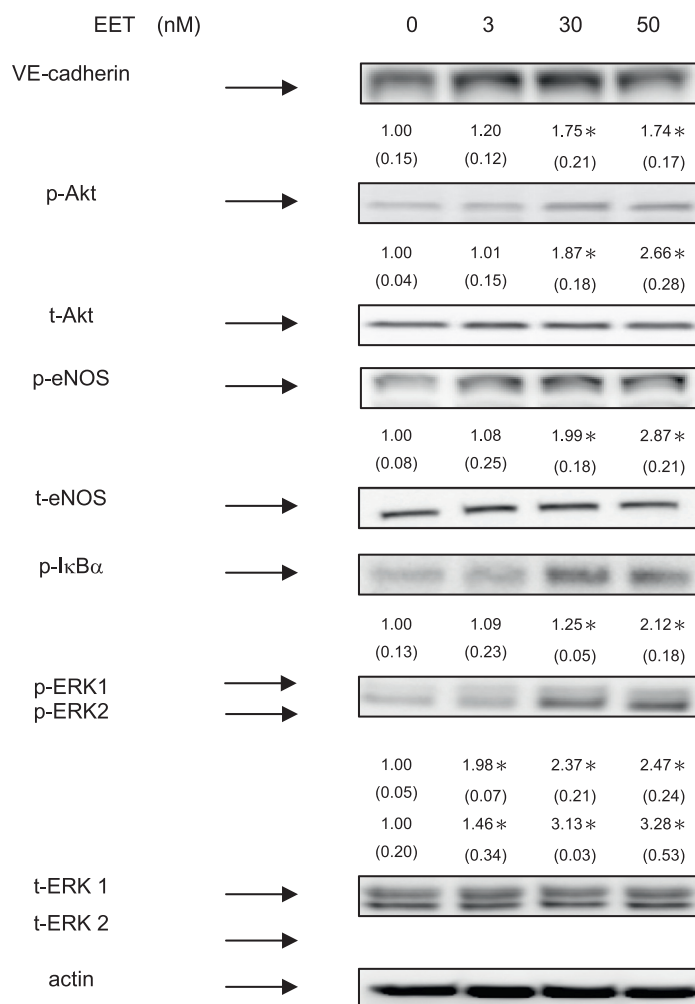 EET (nM) 0 3 30 50
VE-cadherin
1.00 1.20 1.75* 1.74*
(0.15) (0.12) (0.21) (0.17)
p-Akt
1.00 1.01 1.87* 2.66*
(0.04) (0.15) (0.18) (0.28)
t-Akt
p-eNOS
1.00 1.08 1.99* 2.87*
(0.08) (0.25) (0.18) (0.21)
t-eNOS
p-IκBα
1.00 1.09 1.25* 2.12*
(0.13) (0.23) (0.05) (0.18)
p-ERK1
p-ERK2
1.00 1.98* 2.37* 2.47*
(0.05) (0.07) (0.21) (0.24)
1.00 1.46* 3.13* 3.28*
(0.20) (0.34) (0.03) (0.53)
t-ERK 1
t-ERK 2
actin